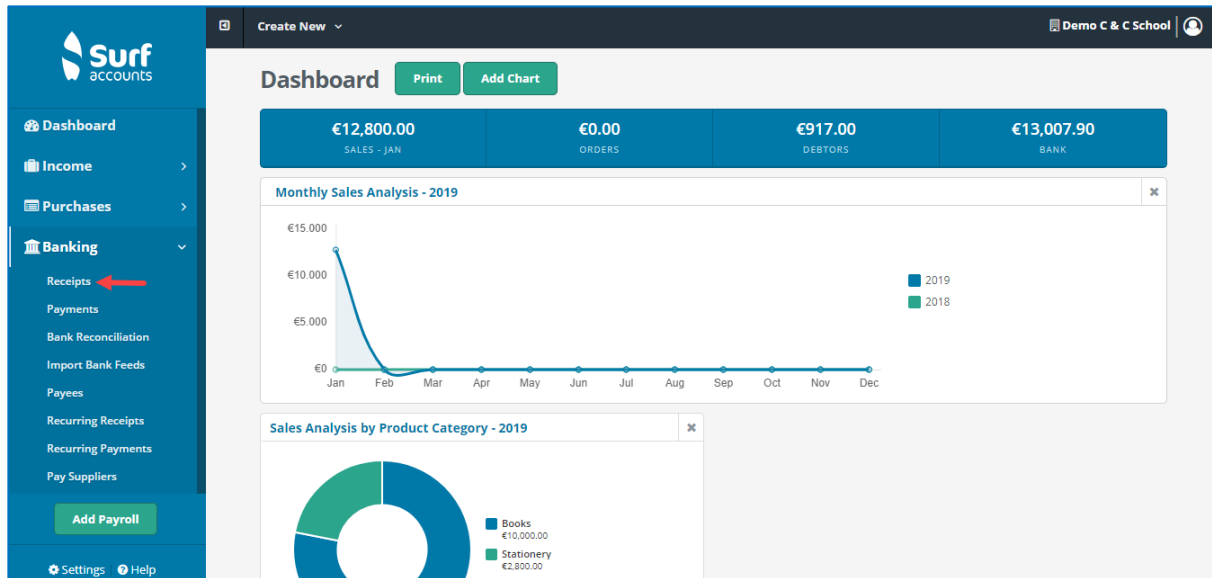 Surf
accounts
Create New
Demo C & C School
Dashboard
Income
Purchases
Banking
Receipts
Payments
Bank Reconciliation
Import Bank Feeds
Payees
Recurring Receipts
Recurring Payments
Pay Suppliers
Add Payroll
Settings Help
Dashboard Print Add Chart
€12,800.00 €0.00 €917.00 €13,007.90
SALES - JAN ORDERS DEBTORS BANK
Monthly Sales Analysis - 2019
€15.000
€10.000
€5.000
€0
Jan Feb Mar Apr May Jun Jul Aug Sep Oct Nov Dec
2019
2018
Sales Analysis by Product Category - 2019
Books
€10,000.00
Stationery
€2,800.00